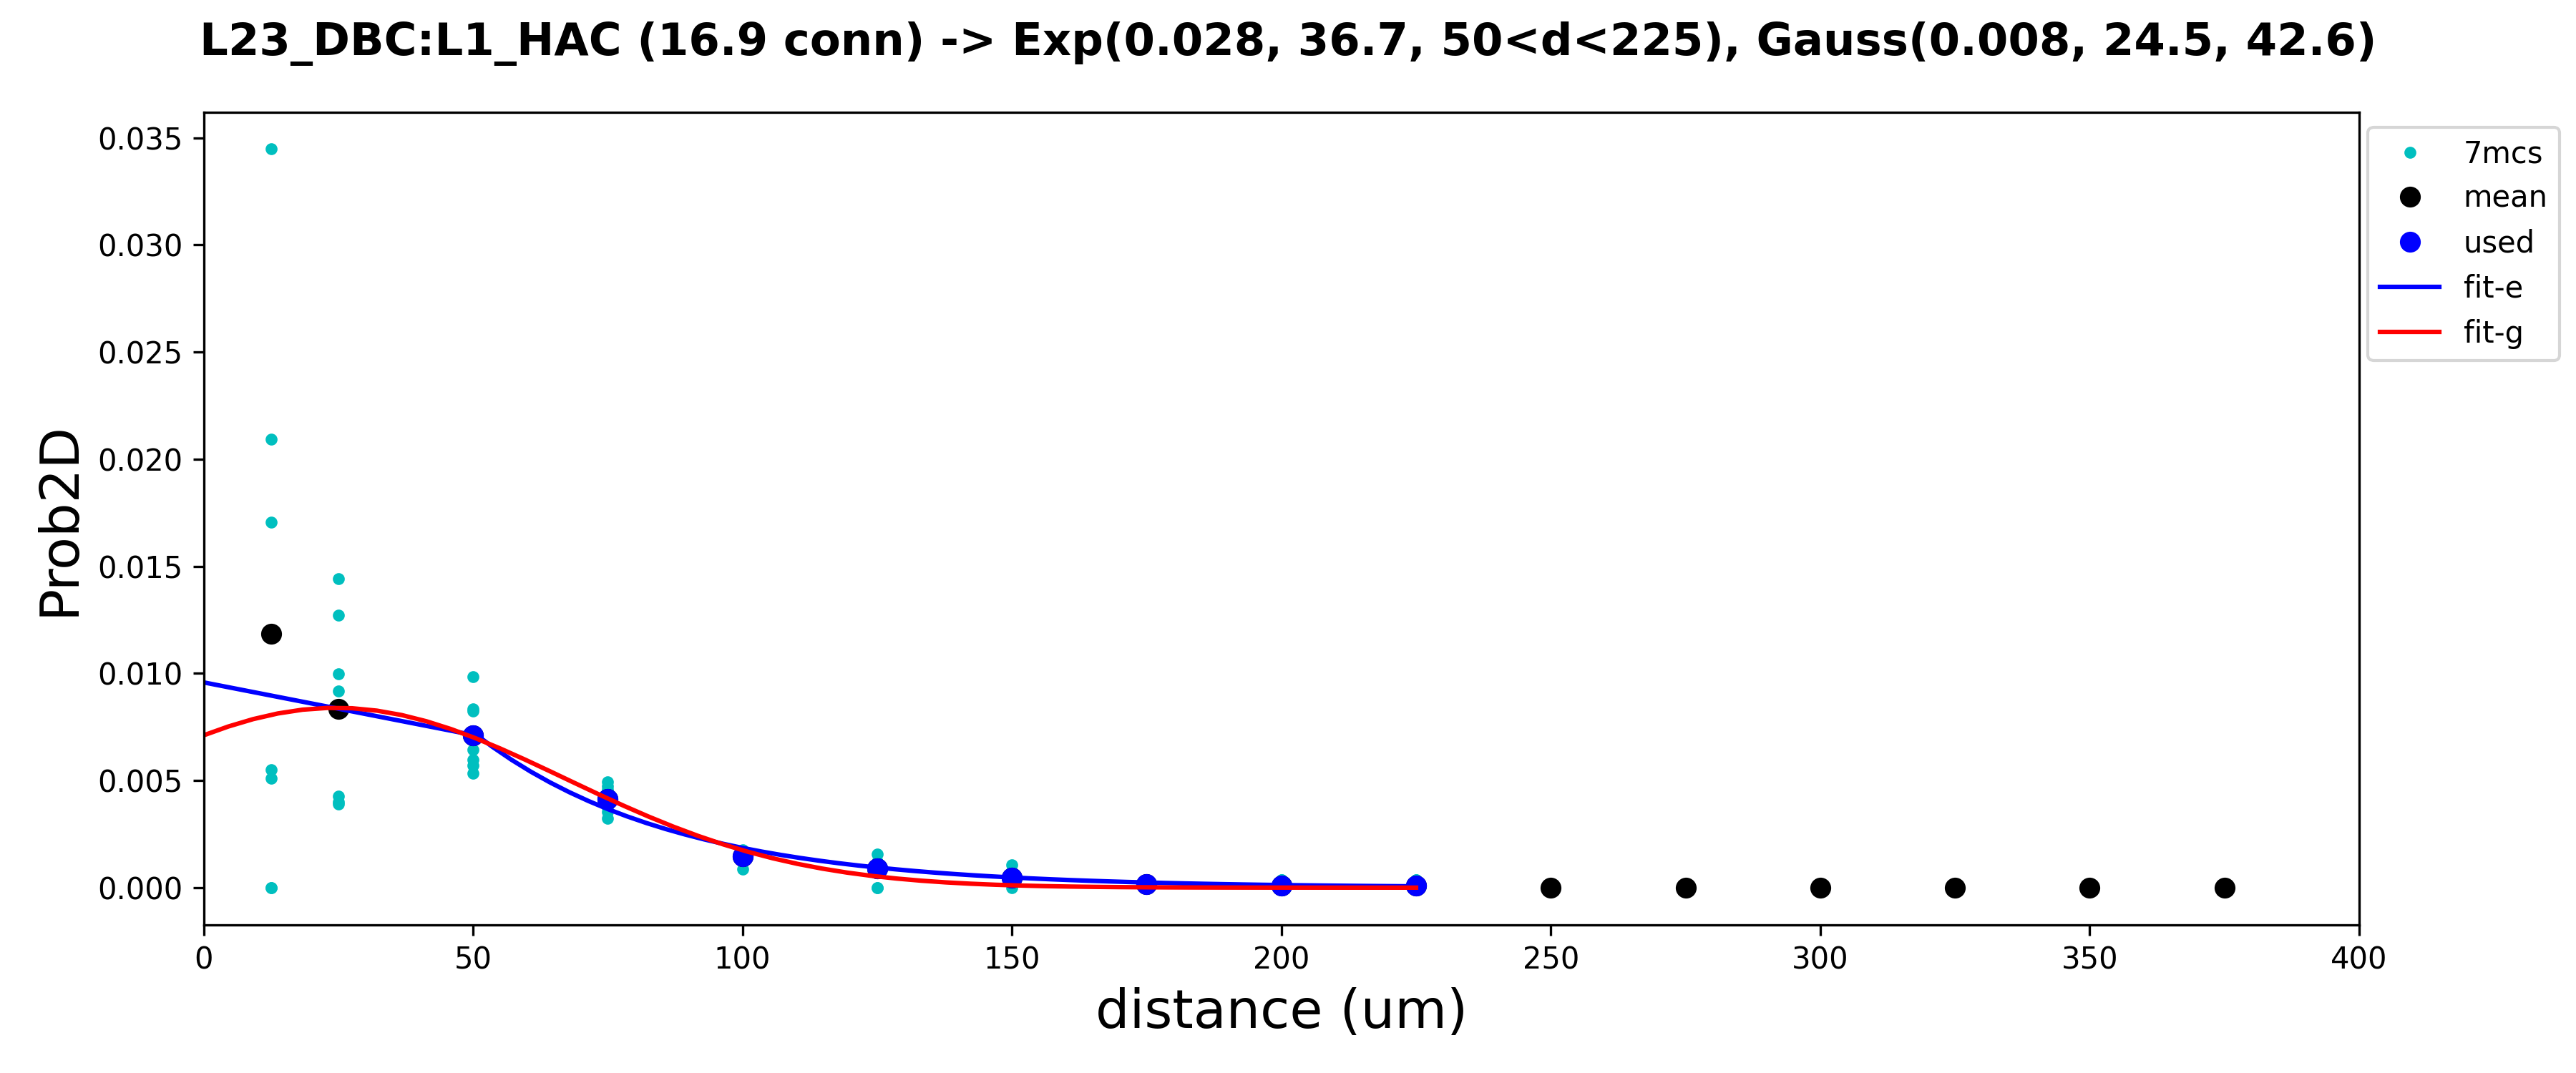 L23_DBC:L1_HAC (16.9 conn) -> Exp(0.028, 36.7, 50<d<225), Gauss(0.008, 24.5, 42.6)
0.035
0.030
0.025
0.020
0.015
0.010
0.005
0.000
Prob2D
0 50 100 150 200 250 300 350 400
distance (um)
7mcs
mean
used
fit-e
fit-g